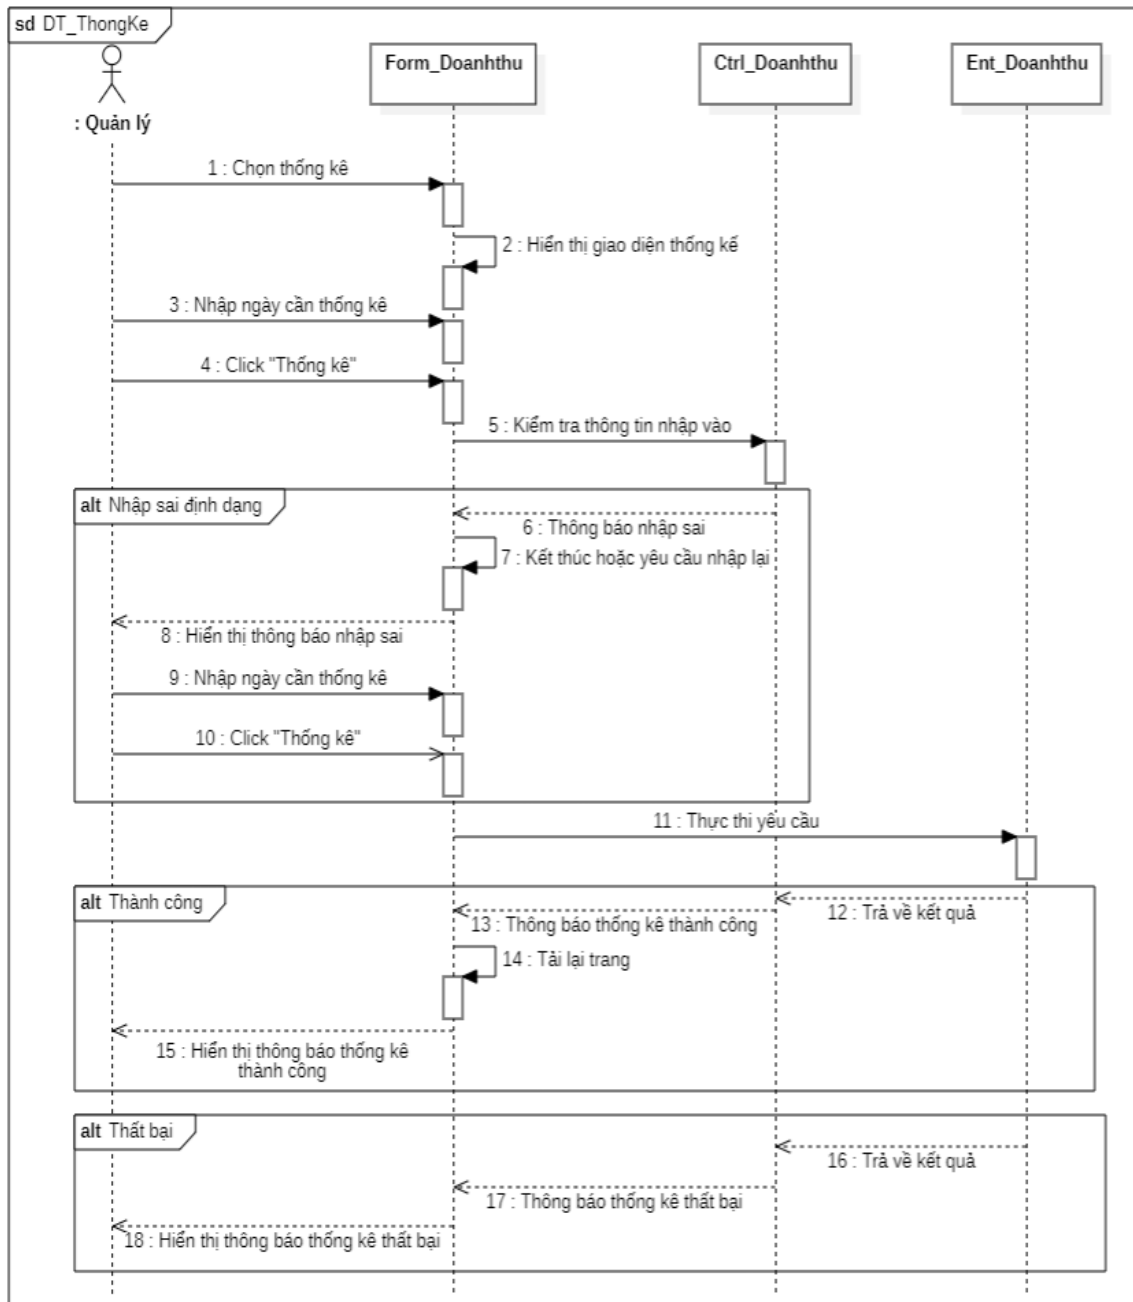 sd DT_ThongKe
Form_Doanhthu
Ctrl_Doanhthu
Ent_Doanhthu
: Quản lý
1 : Chọn thống kê
2 : Hiển thị giao diện thống kế
3 : Nhập ngày cần thống kê
4 : Click "Thống kê"
5 : Kiểm tra thông tin nhập vào
alt Nhập sai định dạng
6 : Thông báo nhập sai
7 : Kết thúc hoặc yêu cầu nhập lại
8 : Hiển thị thông báo nhập sai
9 : Nhập ngày cần thống kê
10 : Click "Thống kê"
11 : Thực thi yêu cầu
alt Thành công
12 : Trả về kết quả
13 : Thông báo thống kê thành công
14 : Tải lại trang
15 : Hiển thị thông báo thống kê
thành công
alt Thất bại
16 : Trả về kết quả
17 : Thông báo thống kê thất bại
18 : Hiển thị thông báo thống kê thất bại